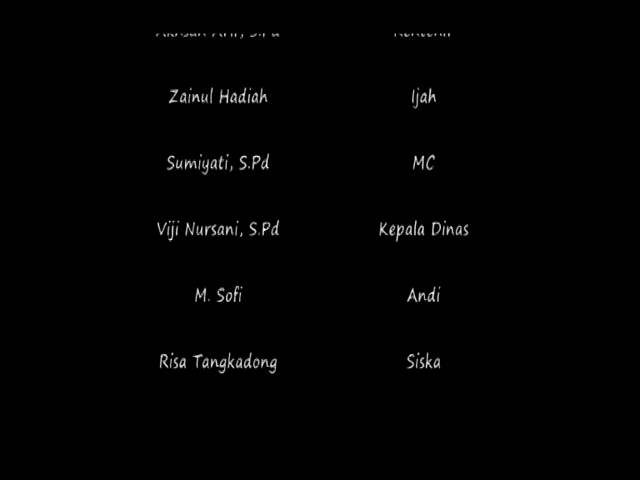 Zainul Hadiah Ijah
Sumiyati, S.Pd MC
Viji Nursani, S.Pd Kepala Dinas
M. Sofi Andi
Risa Tangkadong Siska